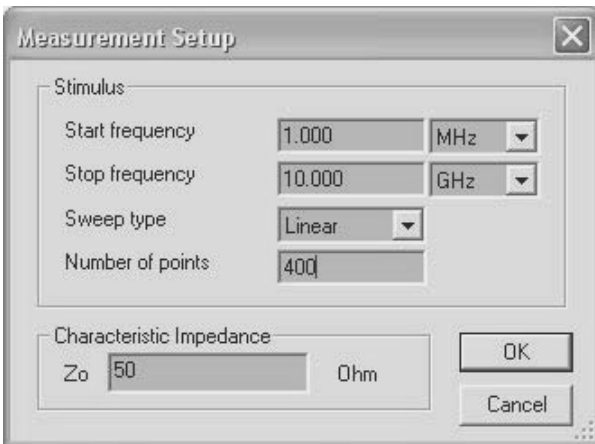 Measurement Setup
Stimulus
Start frequency 1.000 MHz
Stop frequency 10.000 GHz
Sweep type Linear
Number of points 400
Characteristic Impedance
Zo 50 Ohm
OK
Cancel